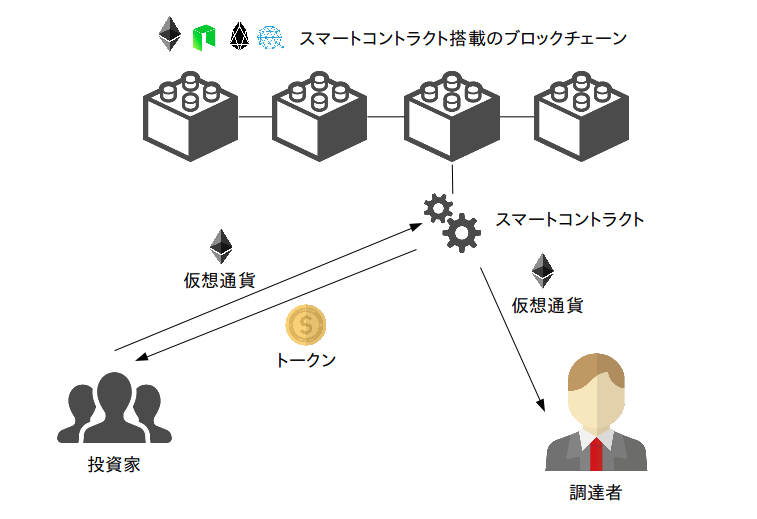 スマートコントラクト搭載のブロックチェーン
スマートコントラクト
仮想通貨
仮想通貨
$
トークン
投資家
調達者